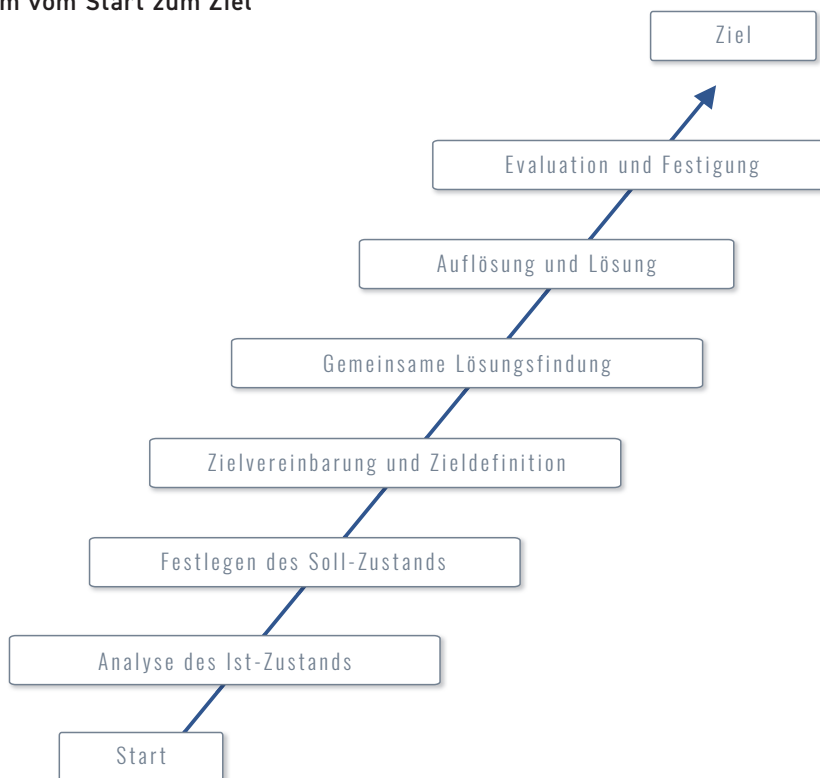 vom Start zum Ziel
Ziel
Evaluation und Festigung
Auflösung und Lösung
Gemeinsame Lösungsfindung
Zielvereinbarung und Zieldefinition
Festlegen des Soll-Zustands
Analyse des Ist-Zustands
Start